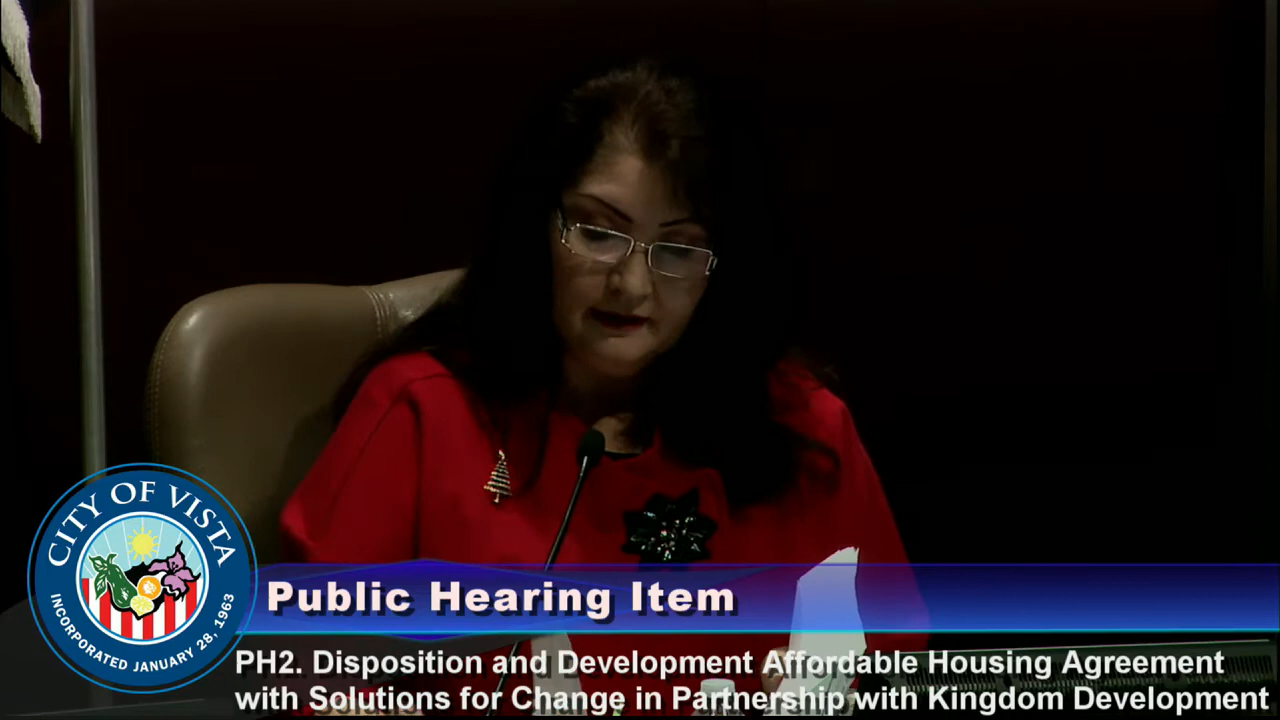 CITY OF VISTA
INCORPORATED JANUARY 28, 1963
Public Hearing Item
PH2. Disposition and Development Affordable Housing Agreement
with Solutions for Change in Partnership with Kingdom Development